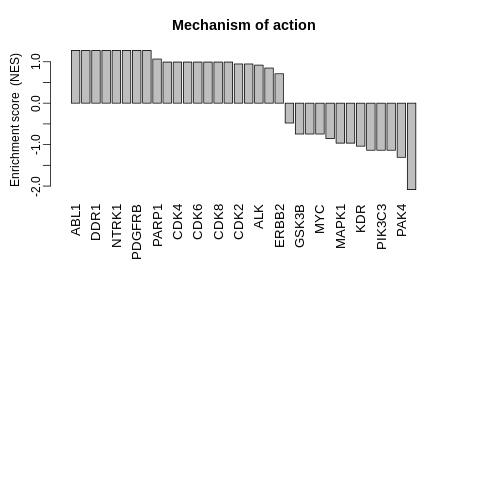 Mechanism of action
Enrichment score (NES)
1.0
0.0
-1.0
-2.0
ABL1
DDR1
NTRK1
PDGFRB
PARP1
CDK4
CDK6
CDK8
CDK2
ALK
ERBB2
GSK3B
MYC
MAPK1
KDR
PIK3C3
PAK4